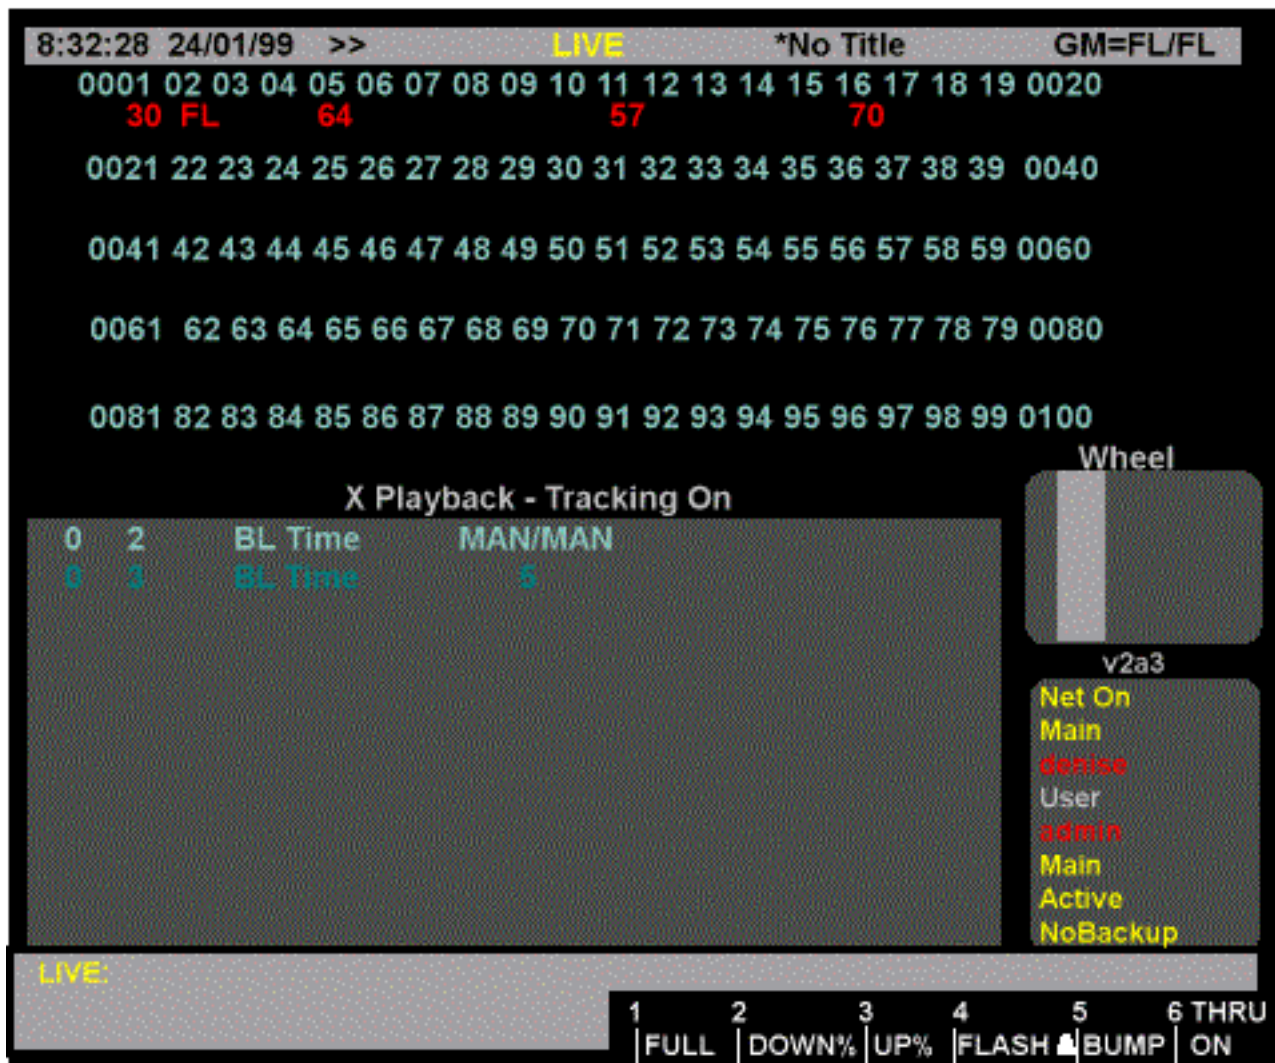 8:32:28 24/01/99 >> LIVE *No Title GM=FL/FL
0001 02 03 04 05 06 07 08 09 10 11 12 13 14 15 16 17 18 19 0020
30 FL 64 57 70
0021 22 23 24 25 26 27 28 29 30 31 32 33 34 35 36 37 38 39 0040
0041 42 43 44 45 46 47 48 49 50 51 52 53 54 55 56 57 58 59 0060
0061 62 63 64 65 66 67 68 69 70 71 72 73 74 75 76 77 78 79 0080
0081 82 83 84 85 86 87 88 89 90 91 92 93 94 95 96 97 98 99 0100
X Playback - Tracking On
0 2 BL Time MAN/MAN
0 3 BL Time 5
Wheel
v2a3
Net On
Main
denise
User
admin
Main
Active
NoBackup
LIVE:
1 2 3 4 5 6 THRU
FULL DOWN% UP% FLASH BUMP ON